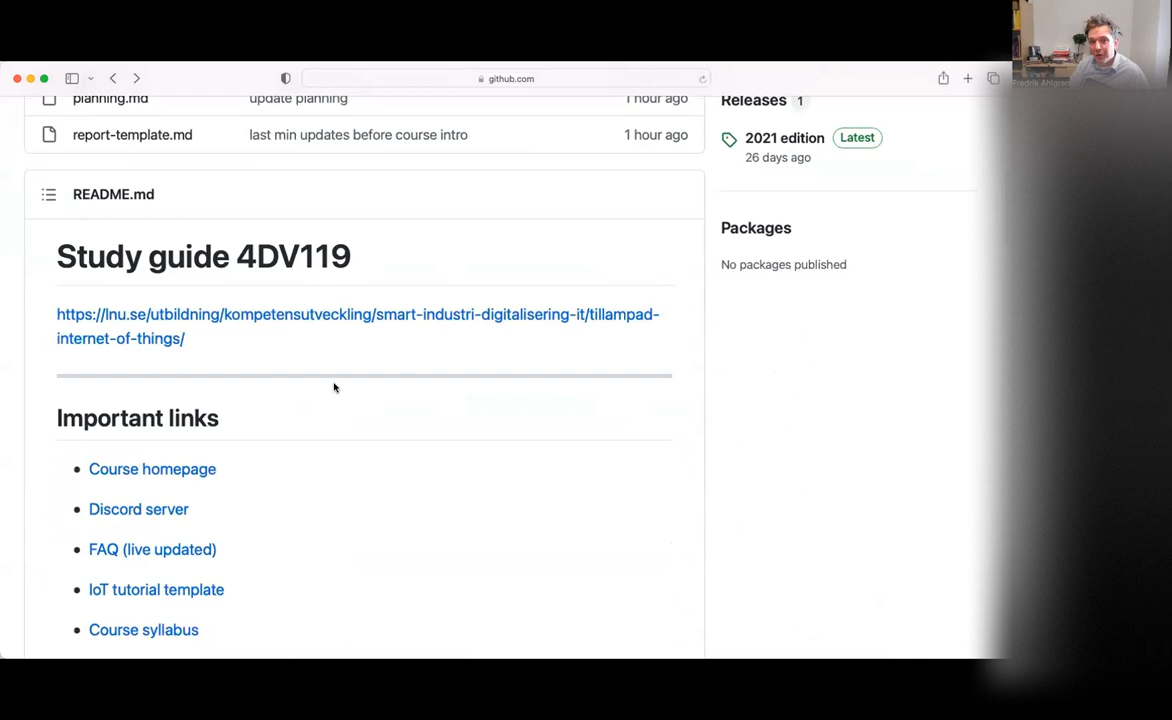 github.com
Fredrik Ahlgren
planning.md update planning 1 hour ago
report-template.md last min updates before course intro 1 hour ago
Releases 1
2021 edition Latest
26 days ago
Packages
No packages published
README.md
Study guide 4DV119
https://lnu.se/utbildning/kompetensutveckling/smart-industri-digitalisering-it/tillampad-
internet-of-things/
Important links
Course homepage
Discord server
FAQ (live updated)
IoT tutorial template
Course syllabus